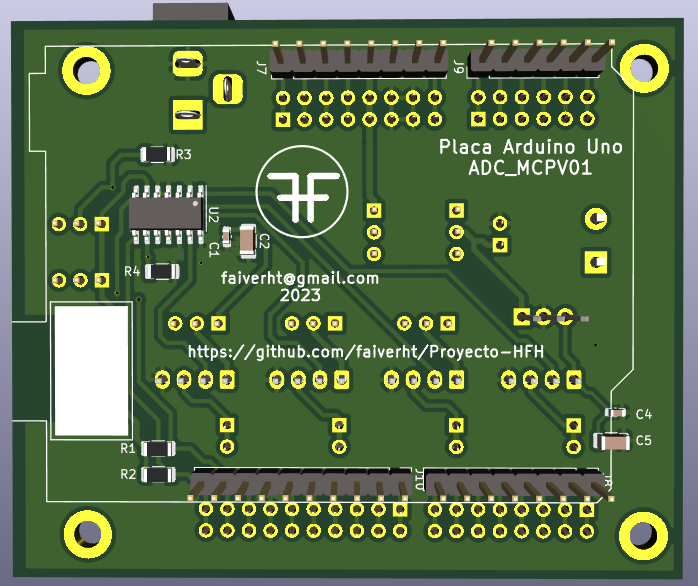 J7
J9
Placa Arduino Uno
ADC_MCPV01
R3
HF
U2
C1
C2
R4
faiverht@gmail.com
2023
https://github.com/faiverht/Proyecto-HFH
C4
C5
R1
R2
J10